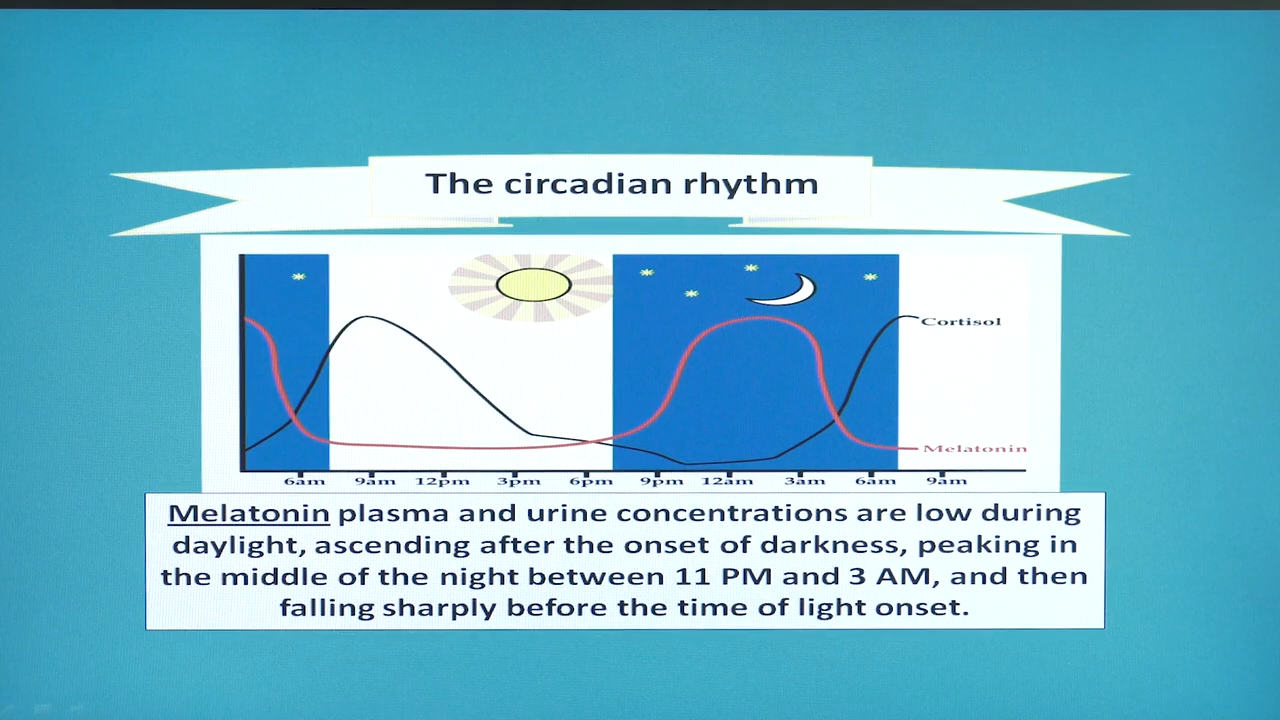 The circadian rhythm
Cortisol
Melatonin
6am 9am 12pm 3pm 6pm 9pm 12am 3am 6am 9am
Melatonin plasma and urine concentrations are low during
daylight, ascending after the onset of darkness, peaking in
the middle of the night between 11 PM and 3 AM, and then
falling sharply before the time of light onset.